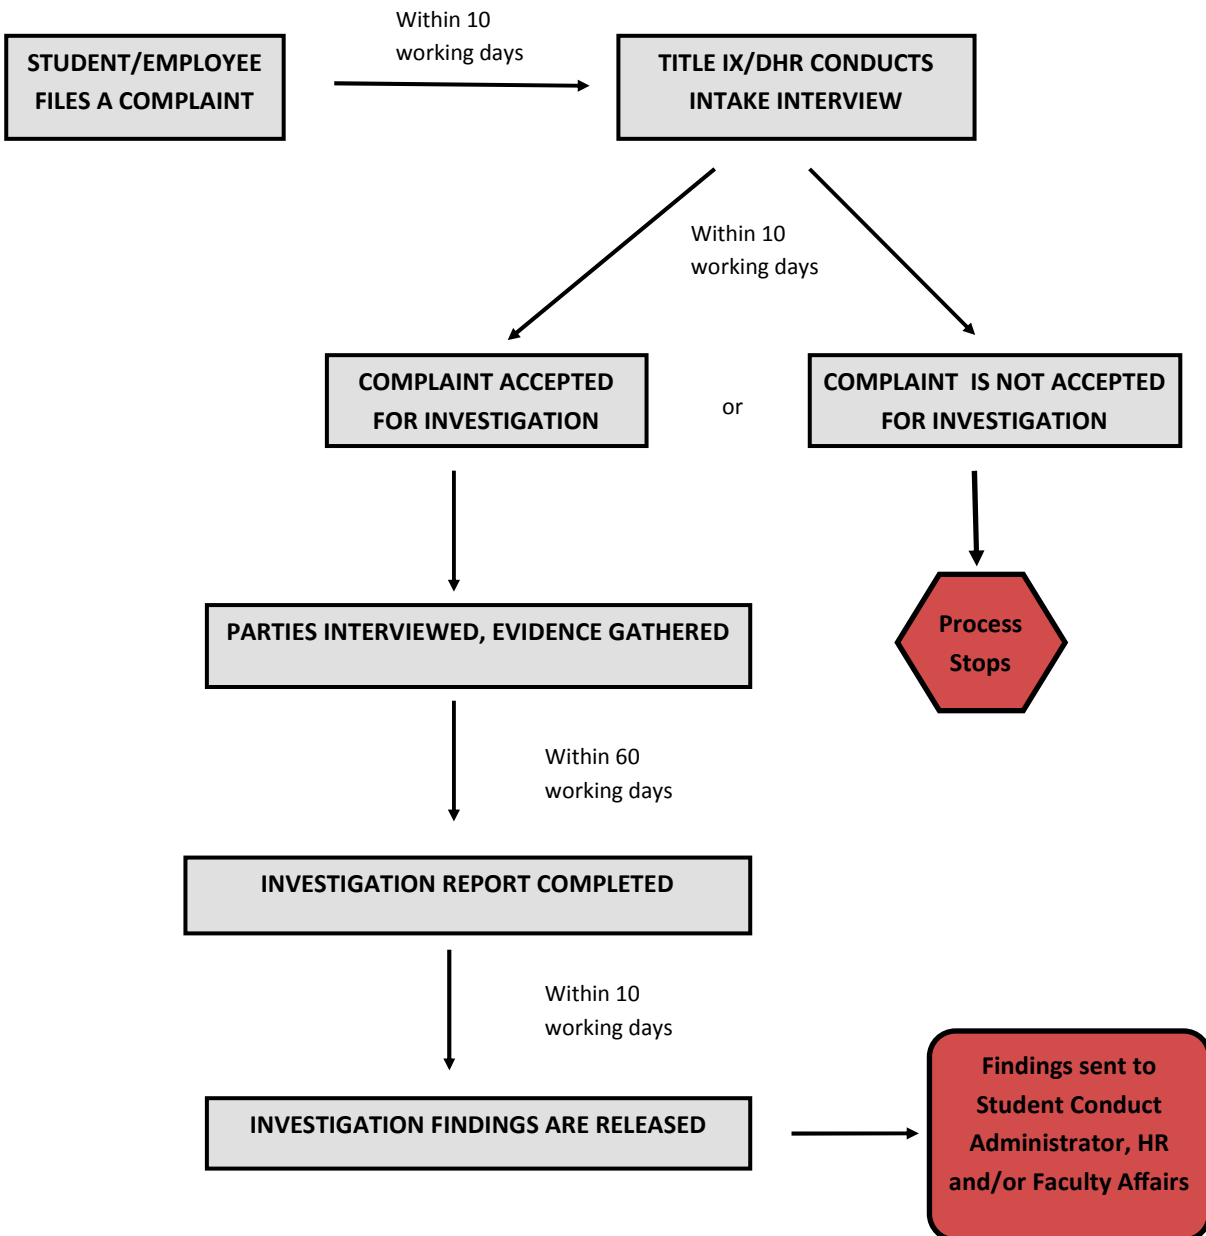 Within 10
working days
STUDENT/EMPLOYEE
FILES A COMPLAINT
TITLE IX/DHR CONDUCTS
INTAKE INTERVIEW
Within 10
working days
COMPLAINT ACCEPTED
FOR INVESTIGATION
or
COMPLAINT IS NOT ACCEPTED
FOR INVESTIGATION
PARTIES INTERVIEWED, EVIDENCE GATHERED
Process
Stops
Within 60
working days
INVESTIGATION REPORT COMPLETED
Within 10
working days
INVESTIGATION FINDINGS ARE RELEASED
Findings sent to
Student Conduct
Administrator, HR
and/or Faculty Affairs